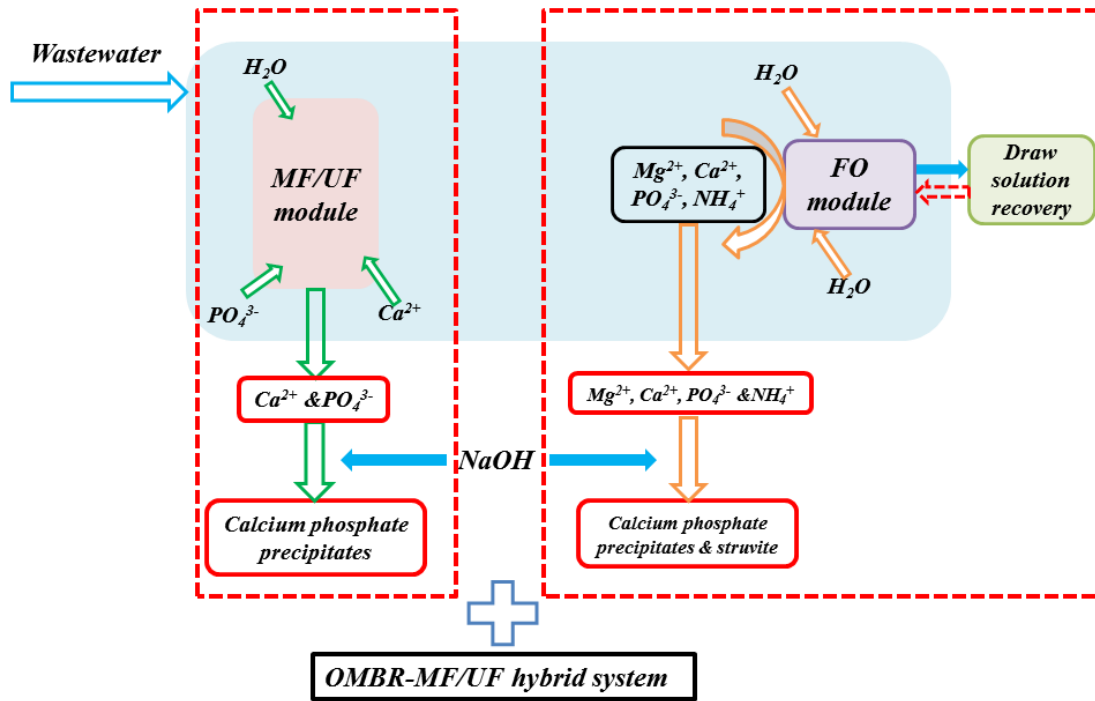 Wastewater
H₂O
MF/UF
module
PO₄³⁻
Ca²⁺
Ca²⁺ &PO₄³⁻
Calcium phosphate
precipitates
NaOH
H₂O
Mg²⁺, Ca²⁺,
PO₄³⁻, NH₄⁺
FO
module
H₂O
Draw
solution
recovery
Mg²⁺, Ca²⁺, PO₄³⁻ &NH₄⁺
Calcium phosphate
precipitates & struvite
OMBR-MF/UF hybrid system